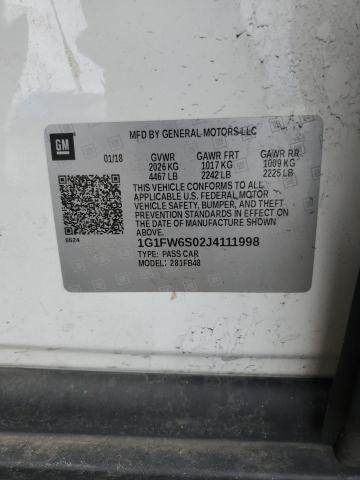 GM
MFD BY GENERAL MOTORS LLC
01/18 GVWR GAWR FRT GAWR RR
2026 KG 1017 KG 1009 KG
4467 LB 2242 LB 2225 LB
THIS VEHICLE CONFORMS TO ALL
APPLICABLE U.S. FEDERAL MOTOR
VEHICLE SAFETY, BUMPER, AND THEFT
PREVENTION STANDARDS IN EFFECT ON
THE DATE OF MANUFACTURE SHOWN
ABOVE.
1G1FW6S02J4111998
TYPE: PASS CAR
MODEL: 281FB48